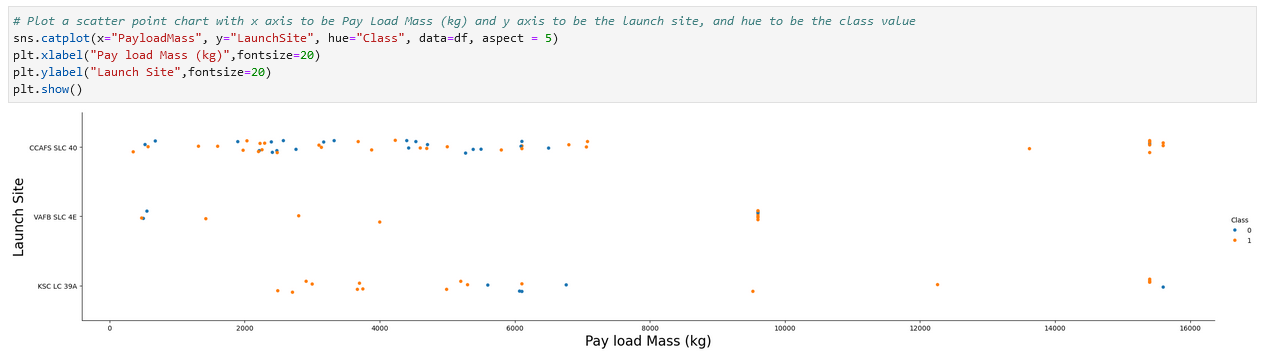 # Plot a scatter point chart with x axis to be Pay Load Mass (kg) and y axis to be the launch site, and hue to be the class value
sns.catplot(x="PayloadMass", y="LaunchSite", hue="Class", data=df, aspect = 5)
plt.xlabel("Pay load Mass (kg)",fontsize=20)
plt.ylabel("Launch Site",fontsize=20)
plt.show()
Launch Site
CCAFS SLC 40
VAFB SLC 4E
KSC LC 39A
Class
0
1
0 2000 4000 6000 8000 10000 12000 14000 16000
Pay load Mass (kg)